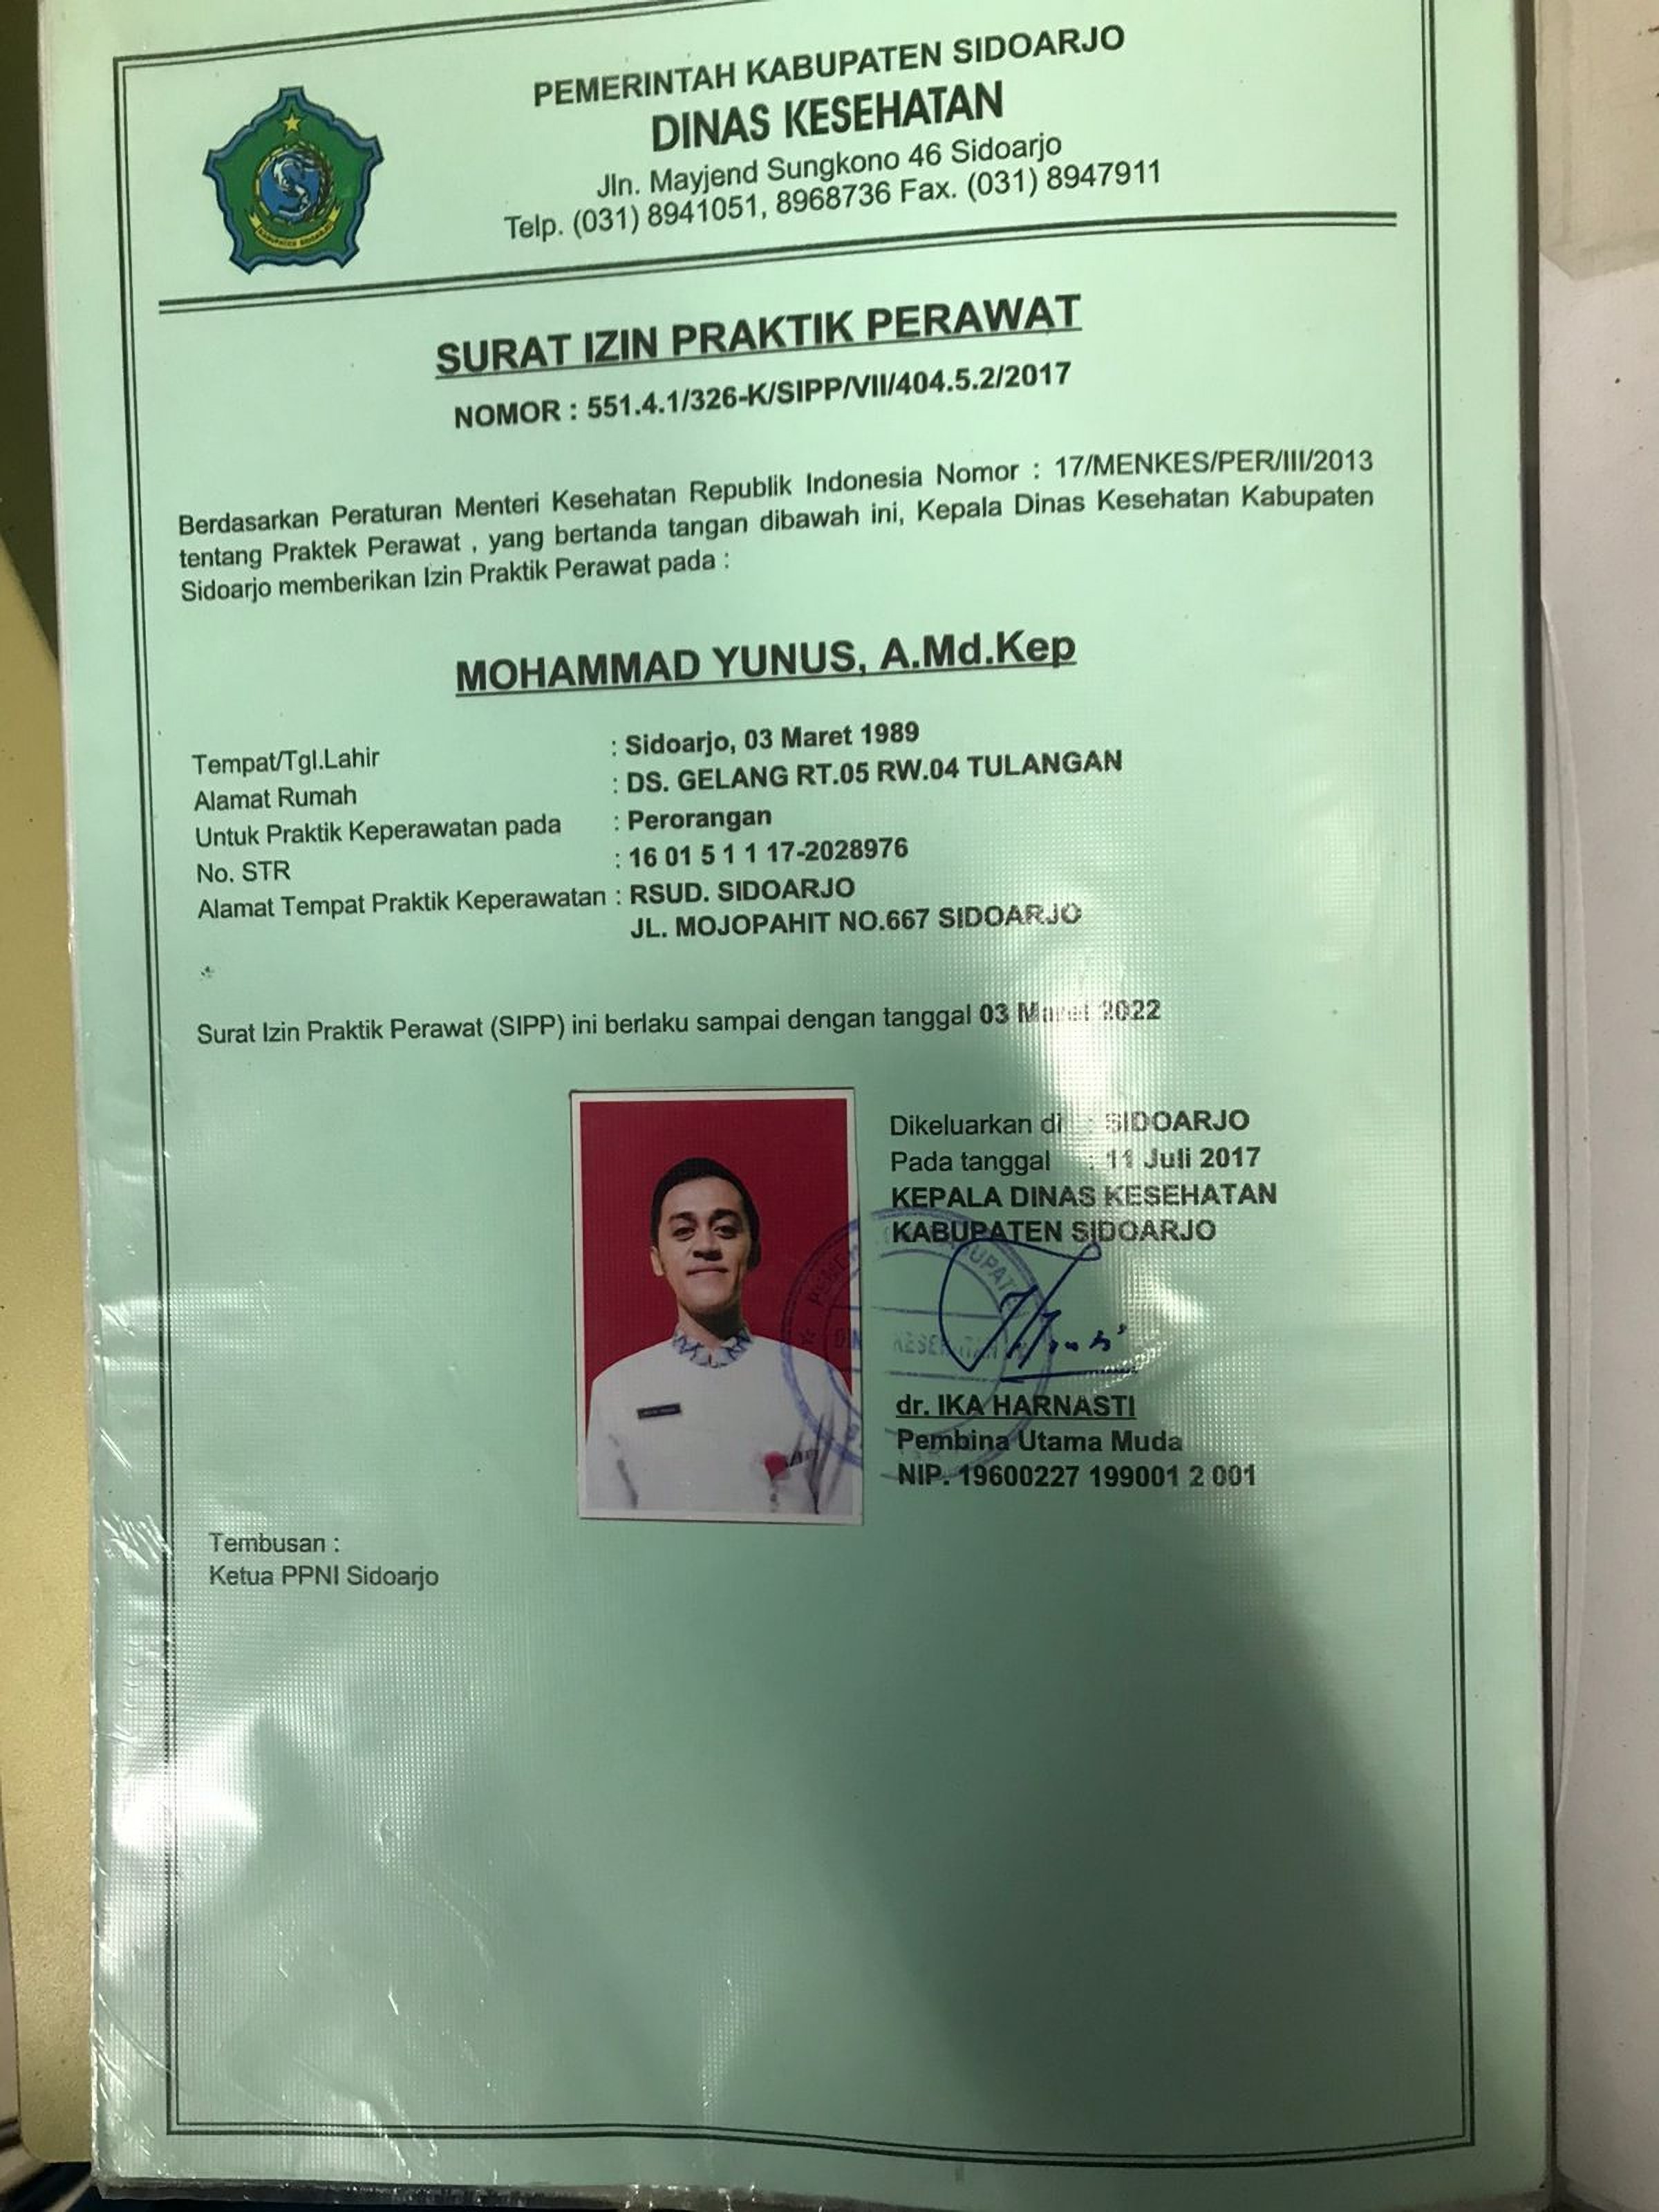 PEMERINTAH KABUPATEN SIDOARJO
DINAS KESEHATAN
Jln. Mayjend Sungkono 46 Sidoarjo
Telp. (031) 8941051, 8968736 Fax. (031) 8947911
SURAT IZIN PRAKTIK PERAWAT
NOMOR : 551.4.1/326-K/SIPP/VII/404.5.2/2017
Berdasarkan Peraturan Menteri Kesehatan Republik Indonesia Nomor : 17/MENKES/PER/III/2013
tentang Praktek Perawat , yang bertanda tangan dibawah ini, Kepala Dinas Kesehatan Kabupaten
Sidoarjo memberikan Izin Praktik Perawat pada :
MOHAMMAD YUNUS, A.Md.Kep
Tempat/Tgl.Lahir : Sidoarjo, 03 Maret 1989
Alamat Rumah : DS. GELANG RT.05 RW.04 TULANGAN
Untuk Praktik Keperawatan pada : Perorangan
No. STR : 16 01 5 1 1 17-2028976
Alamat Tempat Praktik Keperawatan : RSUD. SIDOARJO
JL. MOJOPAHIT NO.667 SIDOARJO
Surat Izin Praktik Perawat (SIPP) ini berlaku sampai dengan tanggal 03 Maret 2022
Dikeluarkan di : SIDOARJO
Pada tanggal : 11 Juli 2017
KEPALA DINAS KESEHATAN
KABUPATEN SIDOARJO
dr. IKA HARNASTI
Pembina Utama Muda
NIP. 19600227 199001 2 001
Tembusan :
Ketua PPNI Sidoarjo